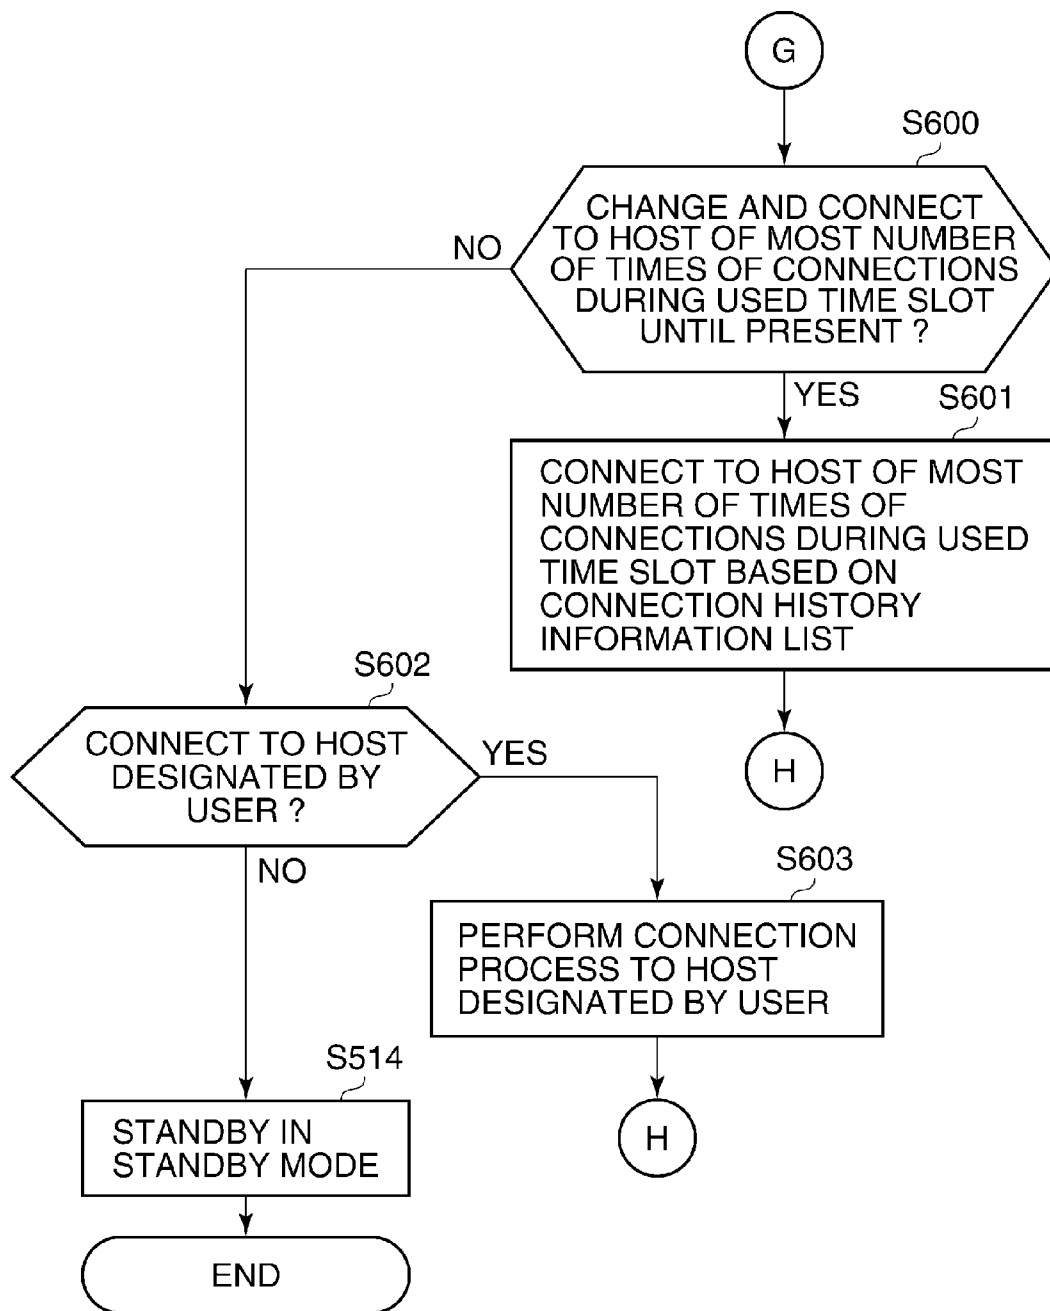 G
S600
CHANGE AND CONNECT
TO HOST OF MOST NUMBER
OF TIMES OF CONNECTIONS
DURING USED TIME SLOT
UNTIL PRESENT ?
NO
YES
S601
CONNECT TO HOST OF MOST
NUMBER OF TIMES OF
CONNECTIONS DURING USED
TIME SLOT BASED ON
CONNECTION HISTORY
INFORMATION LIST
H
S602
CONNECT TO HOST
DESIGNATED BY
USER ?
YES
NO
S603
PERFORM CONNECTION
PROCESS TO HOST
DESIGNATED BY USER
H
S514
STANDBY IN
STANDBY MODE
END